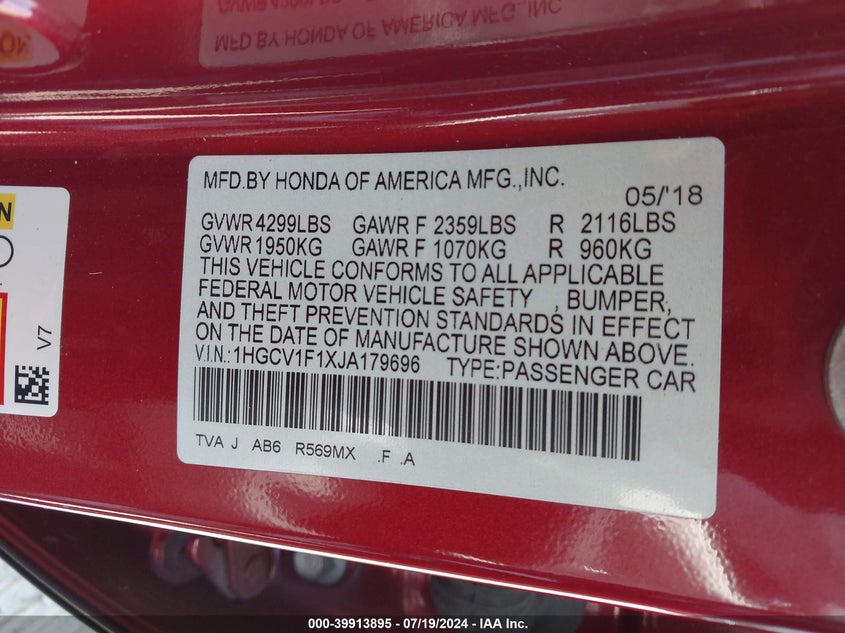 MFD BY HONDA OF AMERICA MFG., INC
MFD.BY HONDA OF AMERICA MFG.,INC.
05/'18
GVWR 4299LBS GAWR F 2359LBS R 2116LBS
GVWR 1950KG GAWR F 1070KG R 960KG
THIS VEHICLE CONFORMS TO ALL APPLICABLE
FEDERAL MOTOR VEHICLE SAFETY , BUMPER,
AND THEFT PREVENTION STANDARDS IN EFFECT
ON THE DATE OF MANUFACTURE SHOWN ABOVE.
V.I.N.:1HGCV1F1XJA179696 TYPE:PASSENGER CAR
TVA J AB6 R569MX .F .A
V7
000-39913895 - 07/19/2024 - IAA Inc.